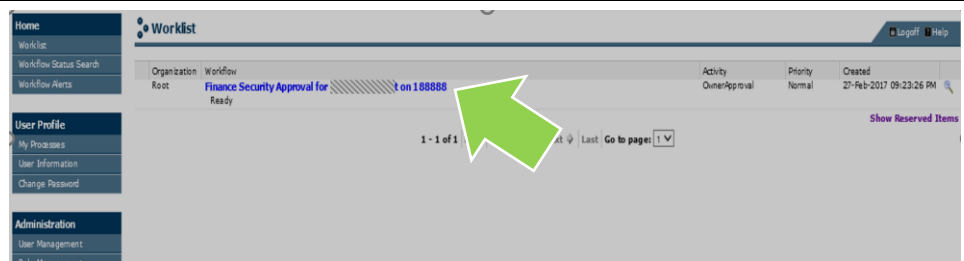 Home
Worklist
Workflow Status Search
Workflow Alerts
User Profile
My Processes
User Information
Change Password
Administration
User Management
Worklist
Logoff Help
Organization Workflow Activity Priority Created
Root Finance Security Approval for t on 188888 OwnerApproval Normal 27-Feb-2017 09:23:26 PM
Ready
Show Reserved Items
1 - 1 of 1 Last Go to page: 1